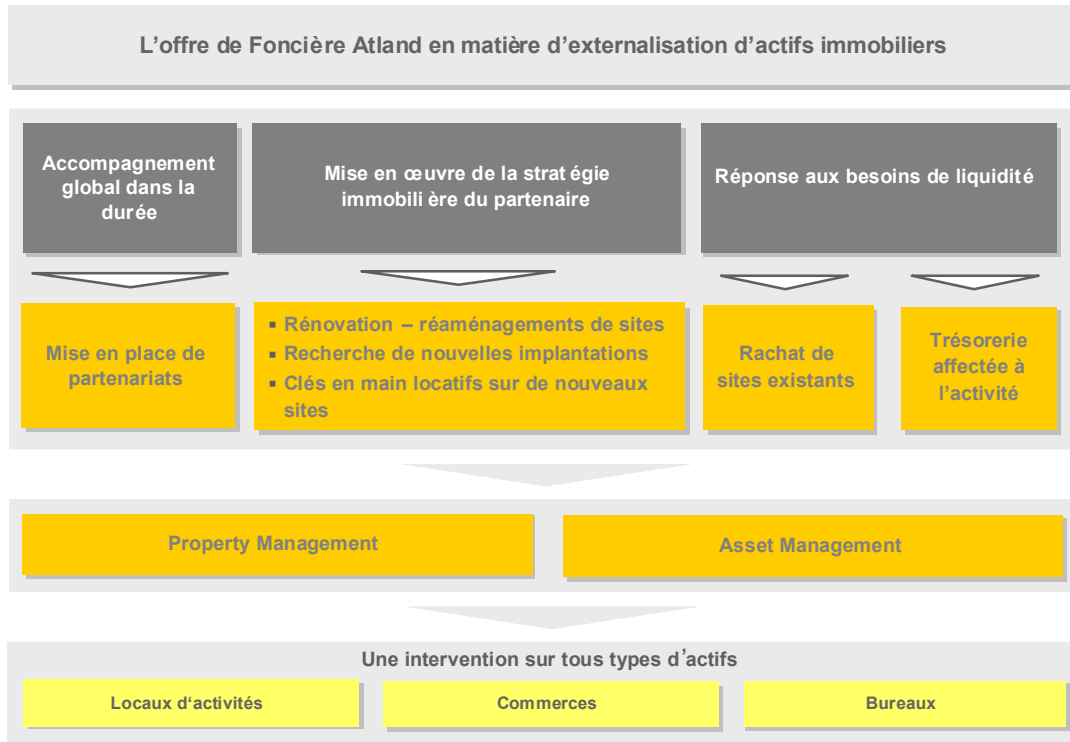 L’offre de Foncière Atland en matière d’externalisation d’actifs immobiliers
Accompagnement
global dans la
durée
Mise en œuvre de la strat égie
immobili ère du partenaire
Réponse aux besoins de liquidité
Mise en place de
partenariats
▪ Rénovation – réaménagements de sites
▪ Recherche de nouvelles implantations
▪ Clés en main locatifs sur de nouveaux
sites
Rachat de
sites existants
Trésorerie
affectée à
l’activité
Property Management
Asset Management
Une intervention sur tous types d’actifs
Locaux d‘activités
Commerces
Bureaux